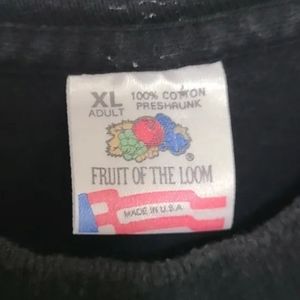 XL 100% COTTON
ADULT PRESHRUNK
®
FRUIT OF THE LOOM
MADE IN U.S.A.